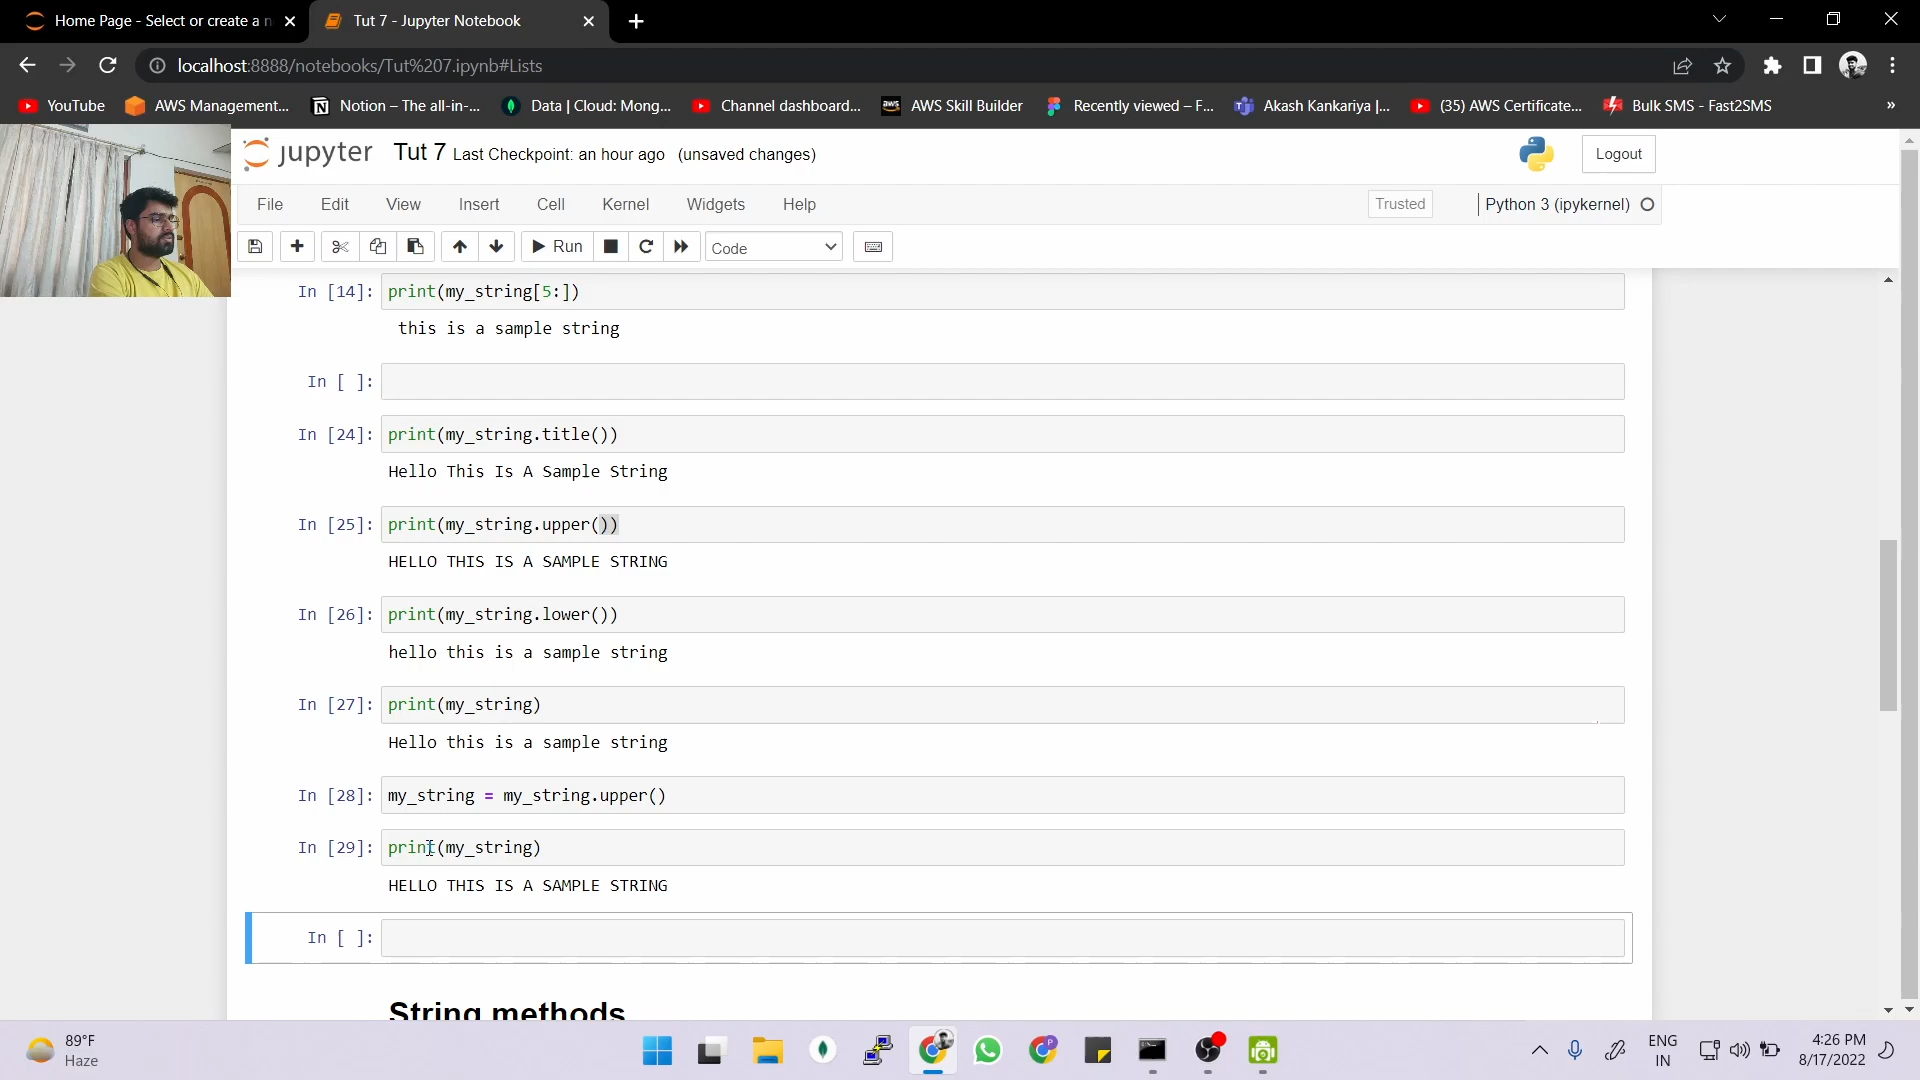 Home Page - Select or create a n
Tut 7 - Jupyter Notebook
localhost:8888/notebooks/Tut%207.ipynb#Lists
YouTube
AWS Management...
Notion – The all-in-...
Data | Cloud: Mong...
Channel dashboard...
aws
AWS Skill Builder
Recently viewed – F...
Akash Kankariya |...
(35) AWS Certificate...
Bulk SMS - Fast2SMS
»
jupyter
Tut 7 Last Checkpoint: an hour ago (unsaved changes)
Logout
File Edit View Insert Cell Kernel Widgets Help
Trusted
Python 3 (ipykernel)
Run
Code
In [14]: print(my_string[5:])
this is a sample string
In [ ]:
In [24]: print(my_string.title())
Hello This Is A Sample String
In [25]: print(my_string.upper())
HELLO THIS IS A SAMPLE STRING
In [26]: print(my_string.lower())
hello this is a sample string
In [27]: print(my_string)
Hello this is a sample string
In [28]: my_string = my_string.upper()
In [29]: print(my_string)
HELLO THIS IS A SAMPLE STRING
In [ ]:
String methods
89°F
Haze
P
ENG
IN
4:26 PM
8/17/2022